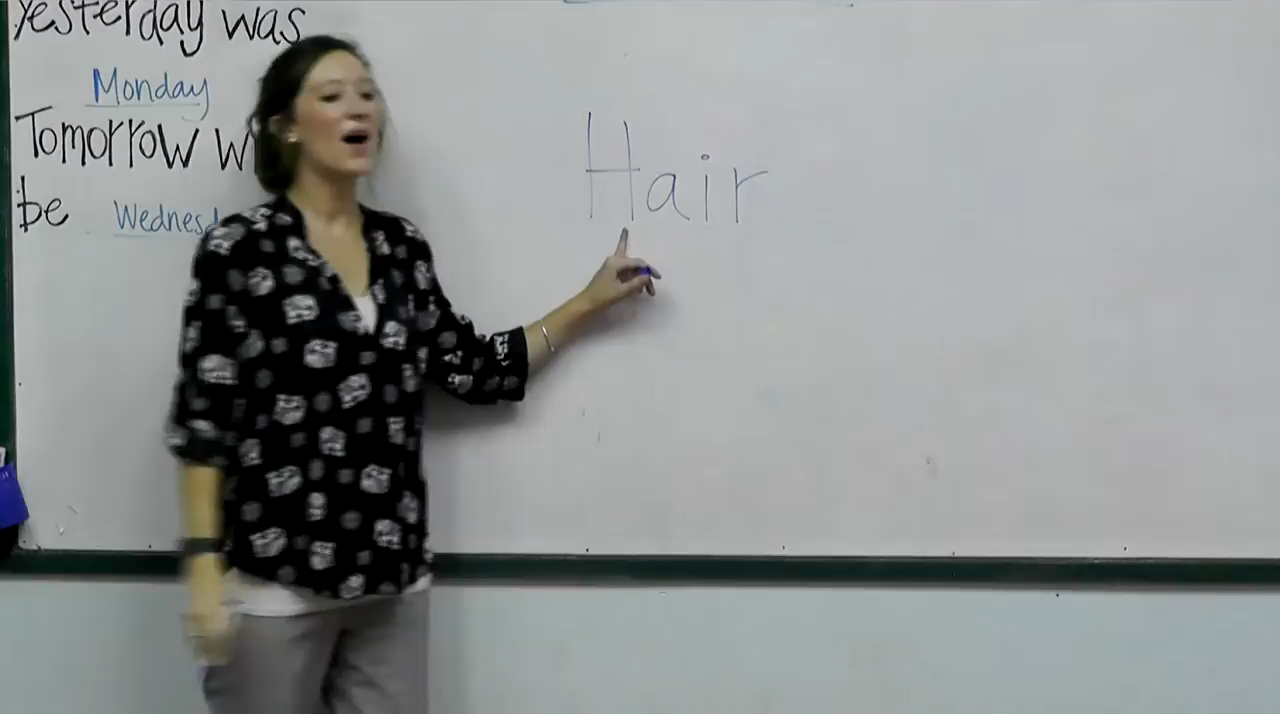 yesterday was
Monday
Tomorrow
be
Hair